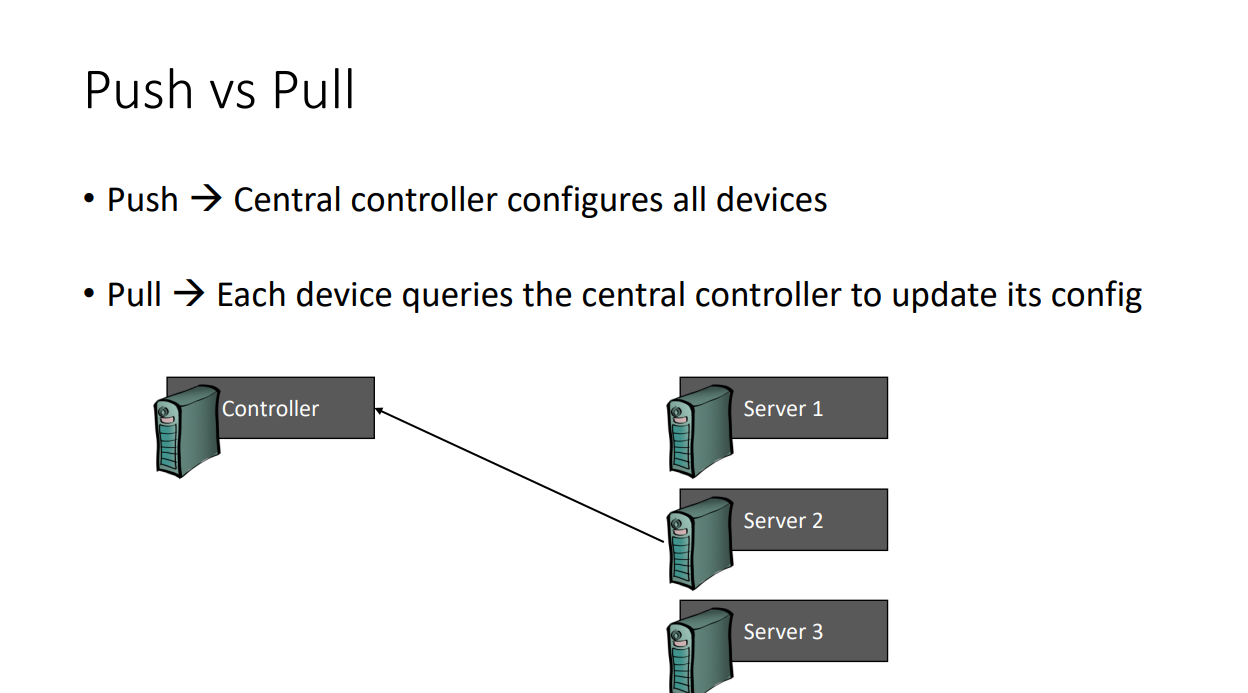 Push vs Pull
• Push → Central controller configures all devices
• Pull → Each device queries the central controller to update its config
Controller
Server 1
Server 2
Server 3